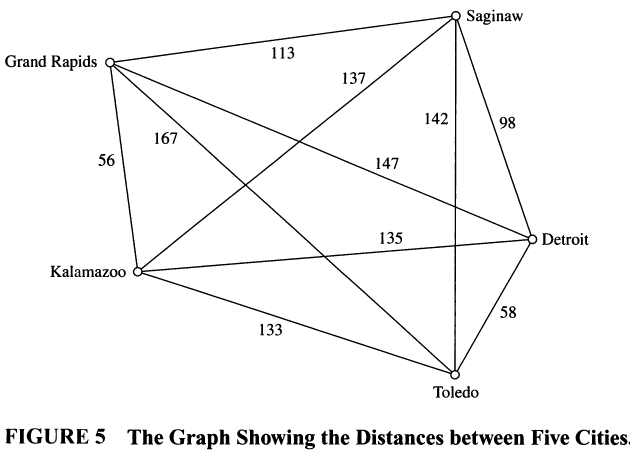 Saginaw
Grand Rapids
113
137
142
98
167
56
147
135
Detroit
Kalamazoo
58
133
Toledo
FIGURE 5 The Graph Showing the Distances between Five Cities.